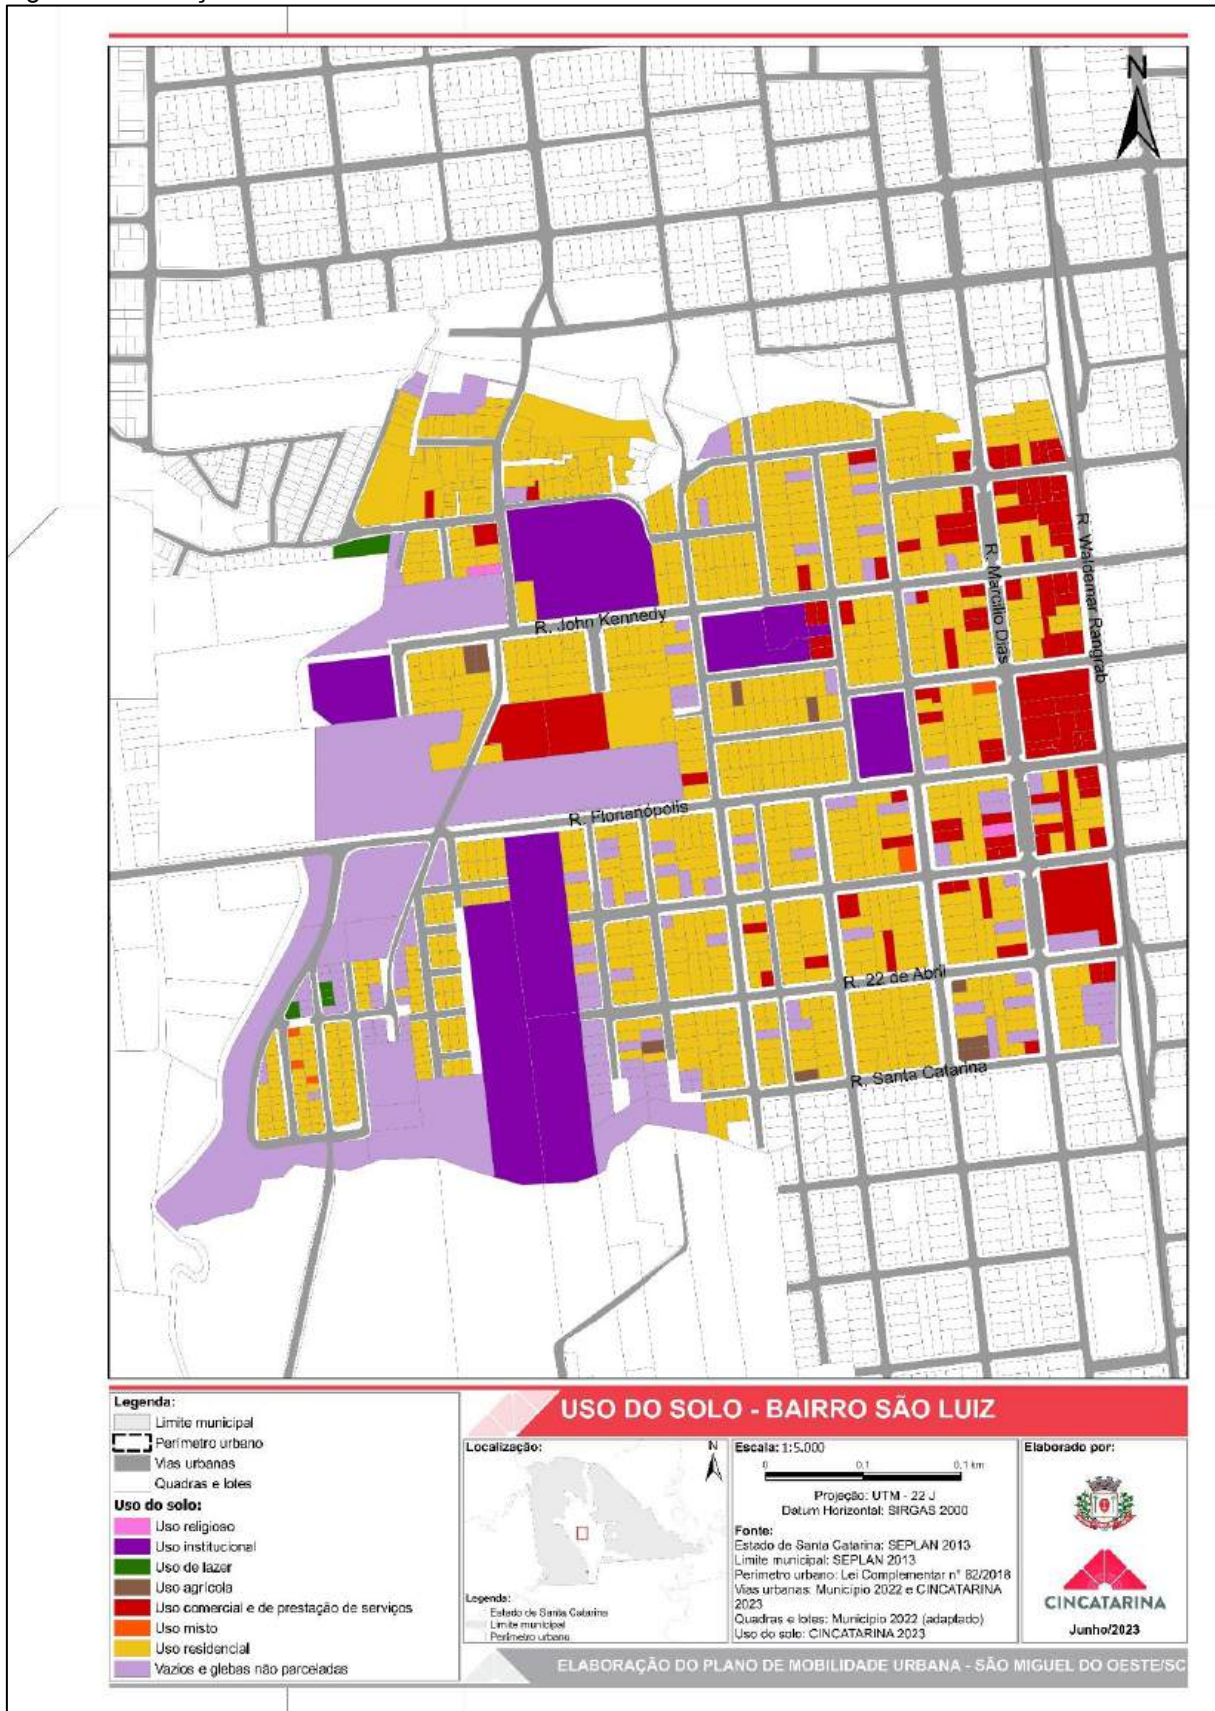 N
R. Waldemar Rangrab
R. Marcilio Dias
R. John Kennedy
R. Florianópolis
R. 22 de Abril
R. Santa Catarina
Legenda:
Limite municipal
Perímetro urbano
Vias urbanas
Quadras e lotes
Uso do solo:
Uso religioso
Uso institucional
Uso de lazer
Uso agrícola
Uso comercial e de prestação de serviços
Uso misto
Uso residencial
Vazios e glebas não parceladas
USO DO SOLO - BAIRRO SÃO LUIZ
Localização:
N
Legenda:
Estado de Santa Catarina
Limite municipal
Perímetro urbano
Escala: 1:5.000
0 0,1 0,1 km
Projeção: UTM - 22 J
Datum Horizontal: SIRGAS 2000
Fonte:
Estado de Santa Catarina: SEPLAN 2013
Limite municipal: SEPLAN 2013
Perímetro urbano: Lei Complementar n° 82/2018
Vias urbanas: Município 2022 e CINCATARINA
2023
Quadras e lotes: Município 2022 (adaptado)
Uso do solo: CINCATARINA 2023
Elaborado por:
CINCATARINA
Junho/2023
ELABORAÇÃO DO PLANO DE MOBILIDADE URBANA - SÃO MIGUEL DO OESTE/SC